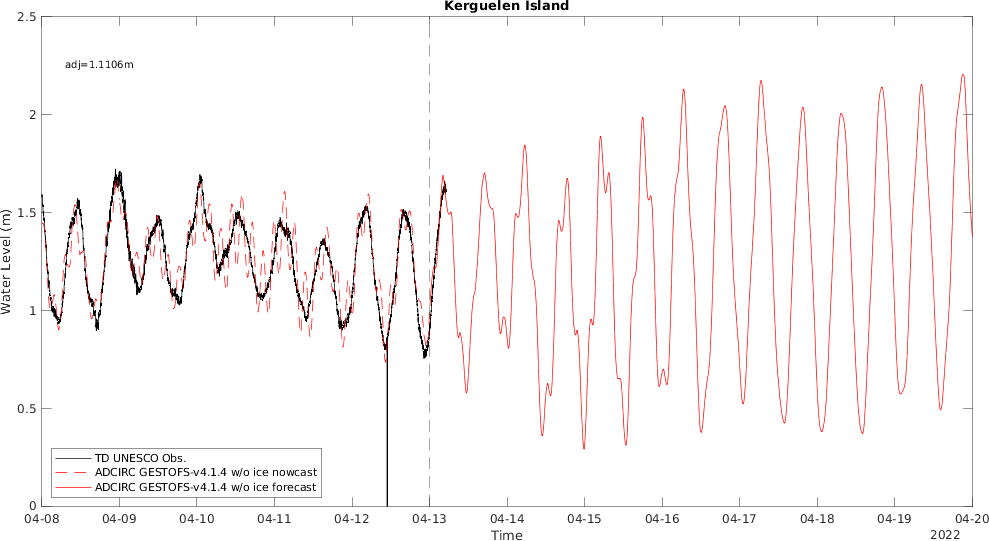 Kerguelen Island
adj=1.1106m
Water Level (m)
2.5
2
1.5
1
0.5
0
TD UNESCO Obs.
ADCIRC GESTOFS-v4.1.4 w/o ice nowcast
ADCIRC GESTOFS-v4.1.4 w/o ice forecast
04-08 04-09 04-10 04-11 04-12 04-13 04-14 04-15 04-16 04-17 04-18 04-19 04-20
Time
2022